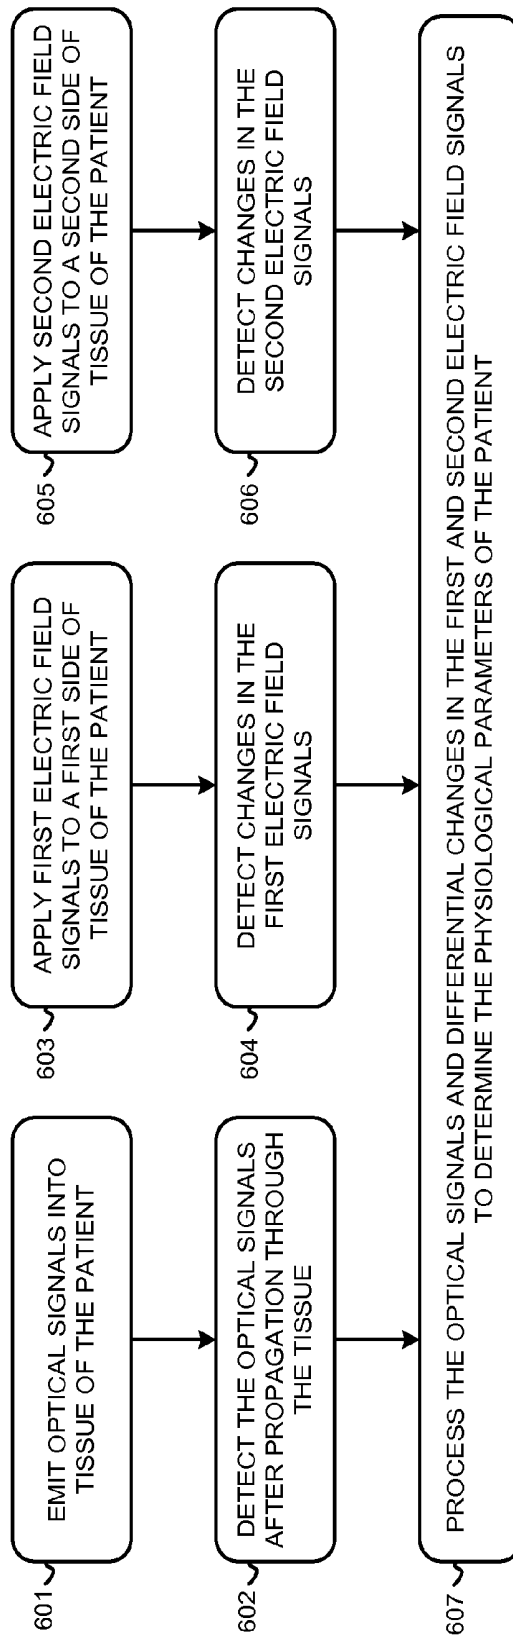 601
EMIT OPTICAL SIGNALS INTO
TISSUE OF THE PATIENT
602
DETECT THE OPTICAL SIGNALS
AFTER PROPAGATION THROUGH
THE TISSUE
603
APPLY FIRST ELECTRIC FIELD
SIGNALS TO A FIRST SIDE OF
TISSUE OF THE PATIENT
604
DETECT CHANGES IN THE
FIRST ELECTRIC FIELD
SIGNALS
605
APPLY SECOND ELECTRIC FIELD
SIGNALS TO A SECOND SIDE OF
TISSUE OF THE PATIENT
606
DETECT CHANGES IN THE
SECOND ELECTRIC FIELD
SIGNALS
607
PROCESS THE OPTICAL SIGNALS AND DIFFERENTIAL CHANGES IN THE FIRST AND SECOND ELECTRIC FIELD SIGNALS
TO DETERMINE THE PHYSIOLOGICAL PARAMETERS OF THE PATIENT